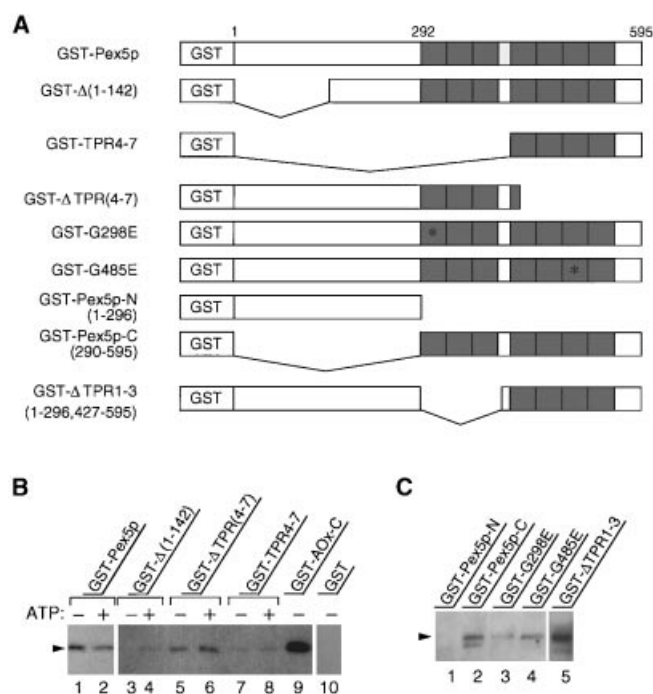 A
1 292 595
GST-Pex5p GST
GST-Δ(1-142) GST
GST-TPR4-7 GST
GST-Δ TPR(4-7) GST
GST-G298E GST *
GST-G485E GST *
GST-Pex5p-N GST
(1-296)
GST-Pex5p-C GST
(290-595)
GST-Δ TPR1-3 GST
(1-296,427-595)
B
GST-Pex5p GST-Δ (1-142) GST-Δ TPR(4-7) GST-TPR4-7 GST-AOx-C GST
ATP: − + − + − + − + − −
1 2 3 4 5 6 7 8 9 10
C
GST-Pex5p-N GST-Pex5p-C GST-G298E GST-G485E GST-ΔTPR1-3
1 2 3 4 5